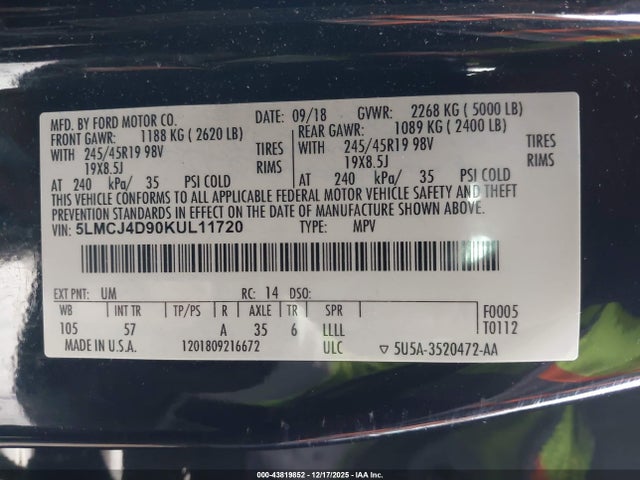 MFD. BY FORD MOTOR CO. DATE: 09/18 GVWR: 2268 KG ( 5000 LB)
FRONT GAWR: 1188 KG ( 2620 LB) REAR GAWR: 1089 KG ( 2400 LB)
WITH 245/45R19 98V TIRES WITH 245/45R19 98V TIRES
19X8.5J RIMS 19X8.5J RIMS
AT 240 kPa/ 35 PSI COLD AT 240 kPa/ 35 PSI COLD
THIS VEHICLE CONFORMS TO ALL APPLICABLE FEDERAL MOTOR VEHICLE SAFETY AND THEFT
PREVENTION STANDARDS IN EFFECT ON THE DATE OF MANUFACTURE SHOWN ABOVE.
VIN: 5LMCJ4D90KUL11720 TYPE: MPV
EXT PNT: UM RC: 14 DSO:
WB INT TR TP/PS R AXLE TR SPR F0005
105 57 A 35 6 LLLL T0112
MADE IN U.S.A. 1201809216672 ULC ▽ 5U5A-3520472-AA
000-43819852 - 12/17/2025 - IAAI.com